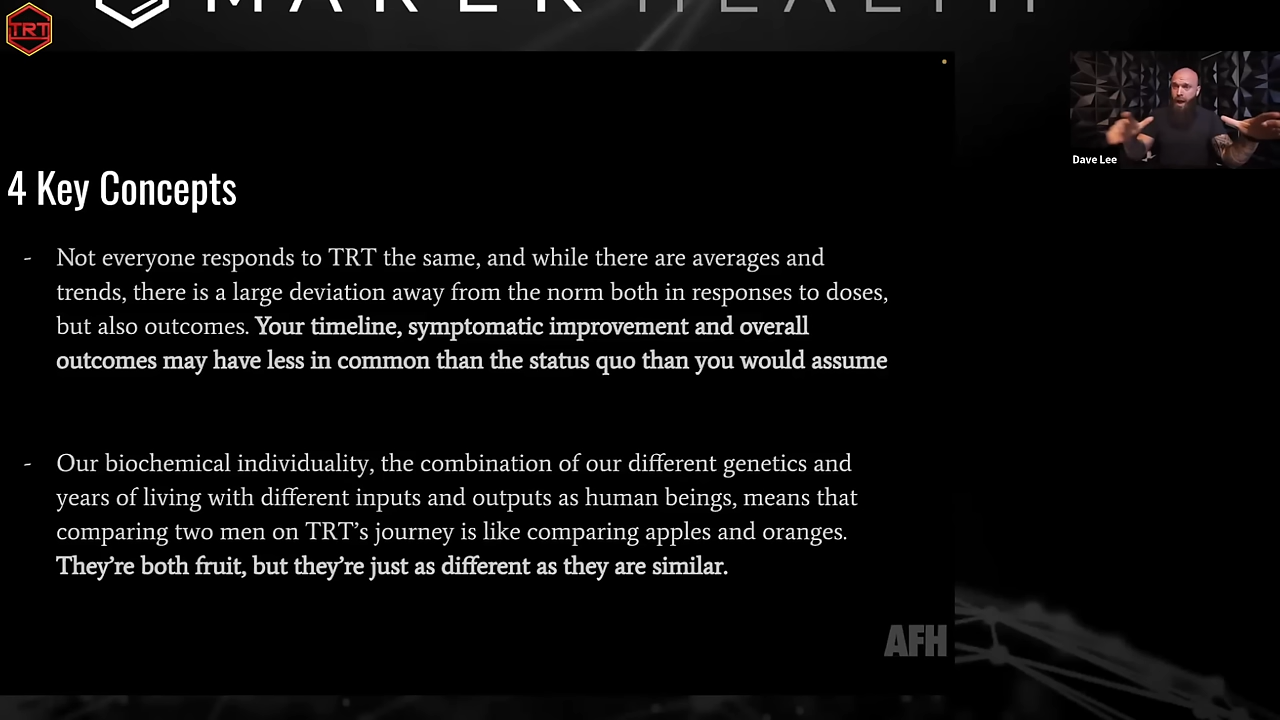 TRT
HEALTH
Dave Lee
4 Key Concepts
- Not everyone responds to TRT the same, and while there are averages and
trends, there is a large deviation away from the norm both in responses to doses,
but also outcomes. Your timeline, symptomatic improvement and overall
outcomes may have less in common than the status quo than you would assume
- Our biochemical individuality, the combination of our different genetics and
years of living with different inputs and outputs as human beings, means that
comparing two men on TRT’s journey is like comparing apples and oranges.
They’re both fruit, but they’re just as different as they are similar.
AFH